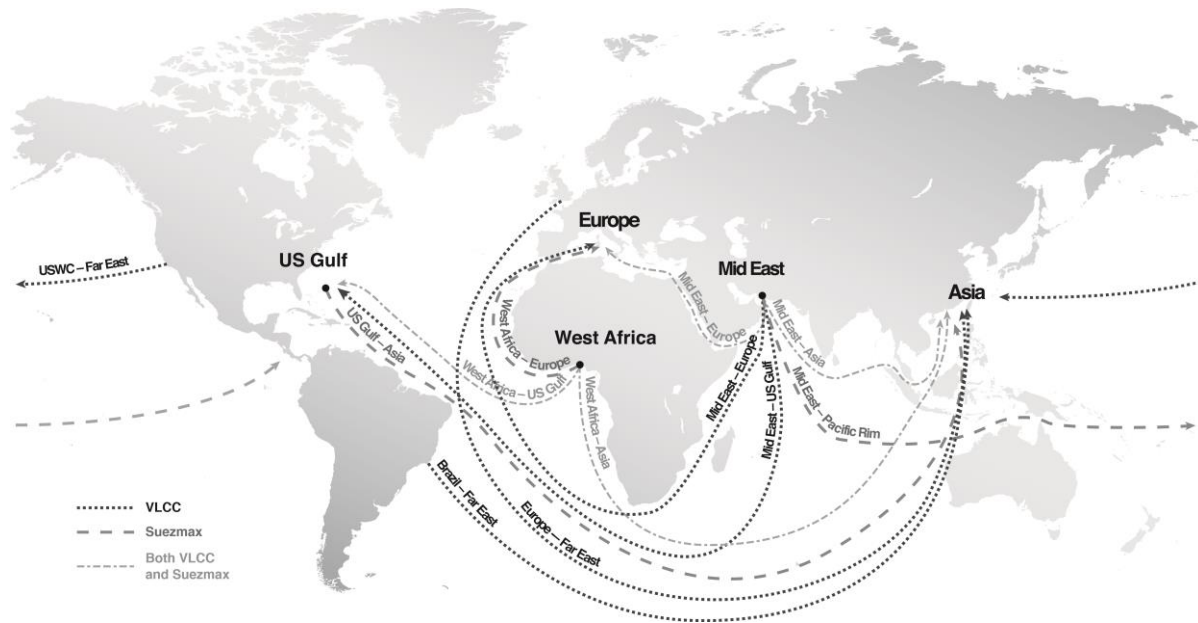 Europe
US Gulf
Mid East
Asia
West Africa
USWC – Far East
US Gulf – Asia
West Africa – Europe
West Africa – US Gulf
West Africa – Asia
Mid East – Europe
Mid East – Europe
Mid East – US Gulf
Mid East – Asia
Mid East – Pacific Rim
Brazil – Far East
Europe – Far East
VLCC
Suezmax
Both VLCC
and Suezmax